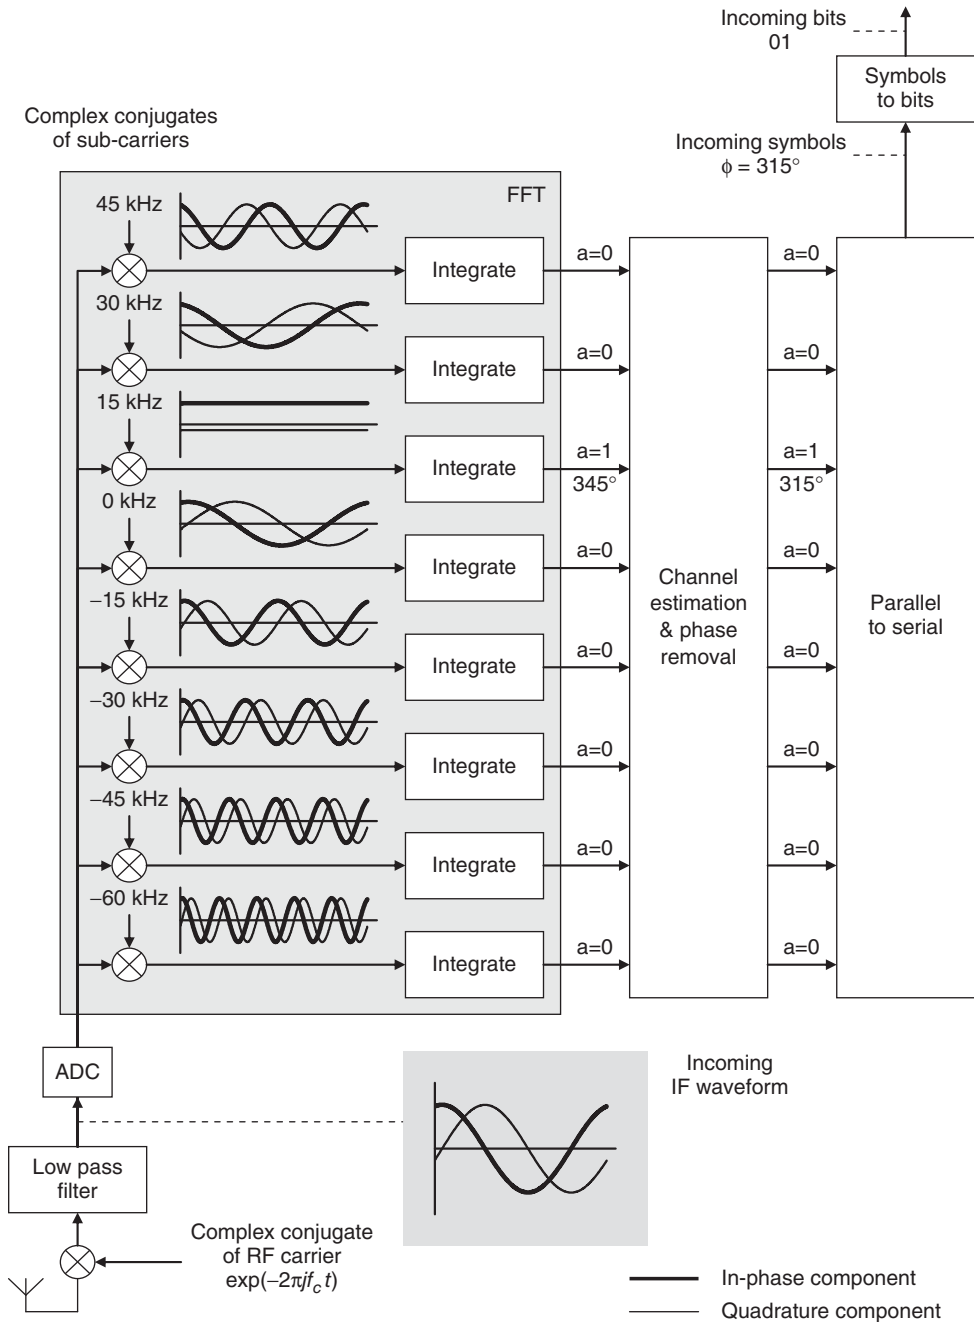 Incoming bits
01
Symbols
to bits
Complex conjugates
of sub-carriers
Incoming symbols
ϕ = 315°
FFT
45 kHz
Integrate
a=0
a=0
30 kHz
Integrate
a=0
a=0
15 kHz
Integrate
a=1
345°
a=1
315°
0 kHz
Integrate
a=0
a=0
−15 kHz
Integrate
a=0
a=0
−30 kHz
Integrate
a=0
a=0
−45 kHz
Integrate
a=0
a=0
−60 kHz
Integrate
a=0
a=0
Channel
estimation
& phase
removal
Parallel
to serial
ADC
Incoming
IF waveform
Low pass
filter
Complex conjugate
of RF carrier
exp(−2πjf_c t)
In-phase component
Quadrature component